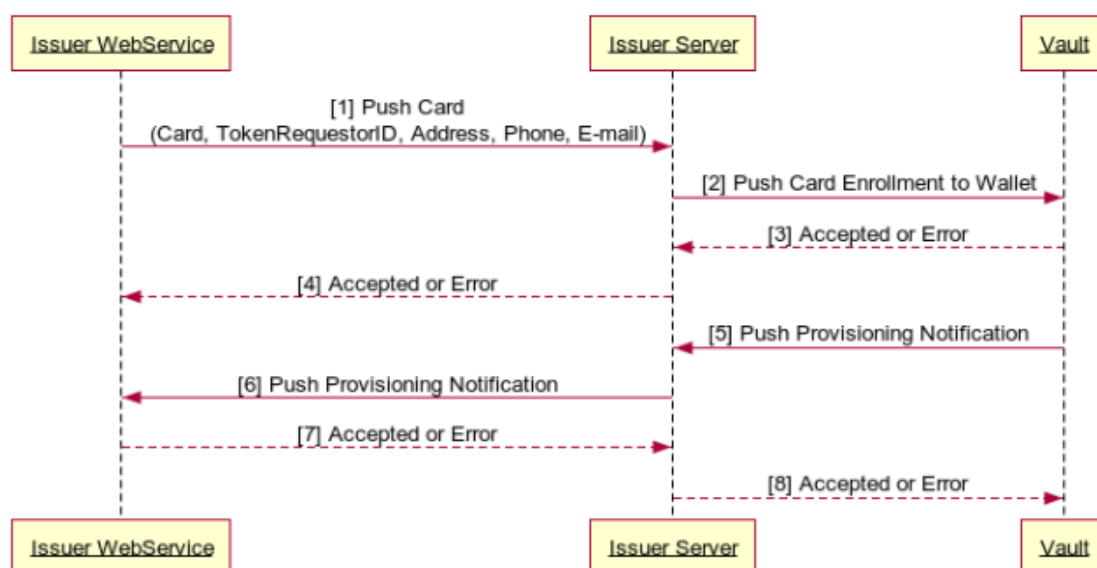 Issuer WebService
Issuer Server
Vault
[1] Push Card
(Card, TokenRequestorID, Address, Phone, E-mail)
[2] Push Card Enrollment to Wallet
[3] Accepted or Error
[4] Accepted or Error
[5] Push Provisioning Notification
[6] Push Provisioning Notification
[7] Accepted or Error
[8] Accepted or Error
Issuer WebService
Issuer Server
Vault